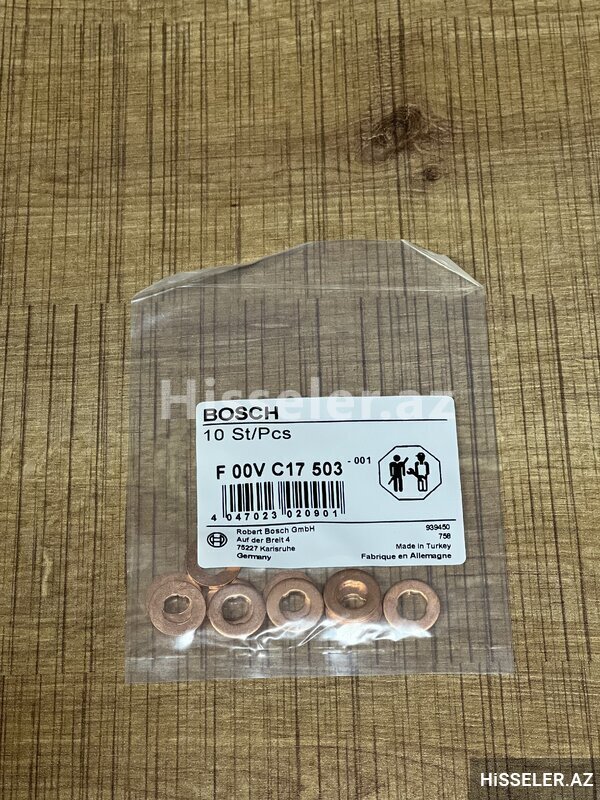 Hisseler.az
BOSCH
10 St/Pcs
F 00V C17 503 - 001
4 047023 020901
Robert Bosch GmbH
Auf der Breit 4
75227 Karlsruhe
Germany
939450
758
Made in Turkey
Fabrique en Allemagne
HiSSELER.AZ